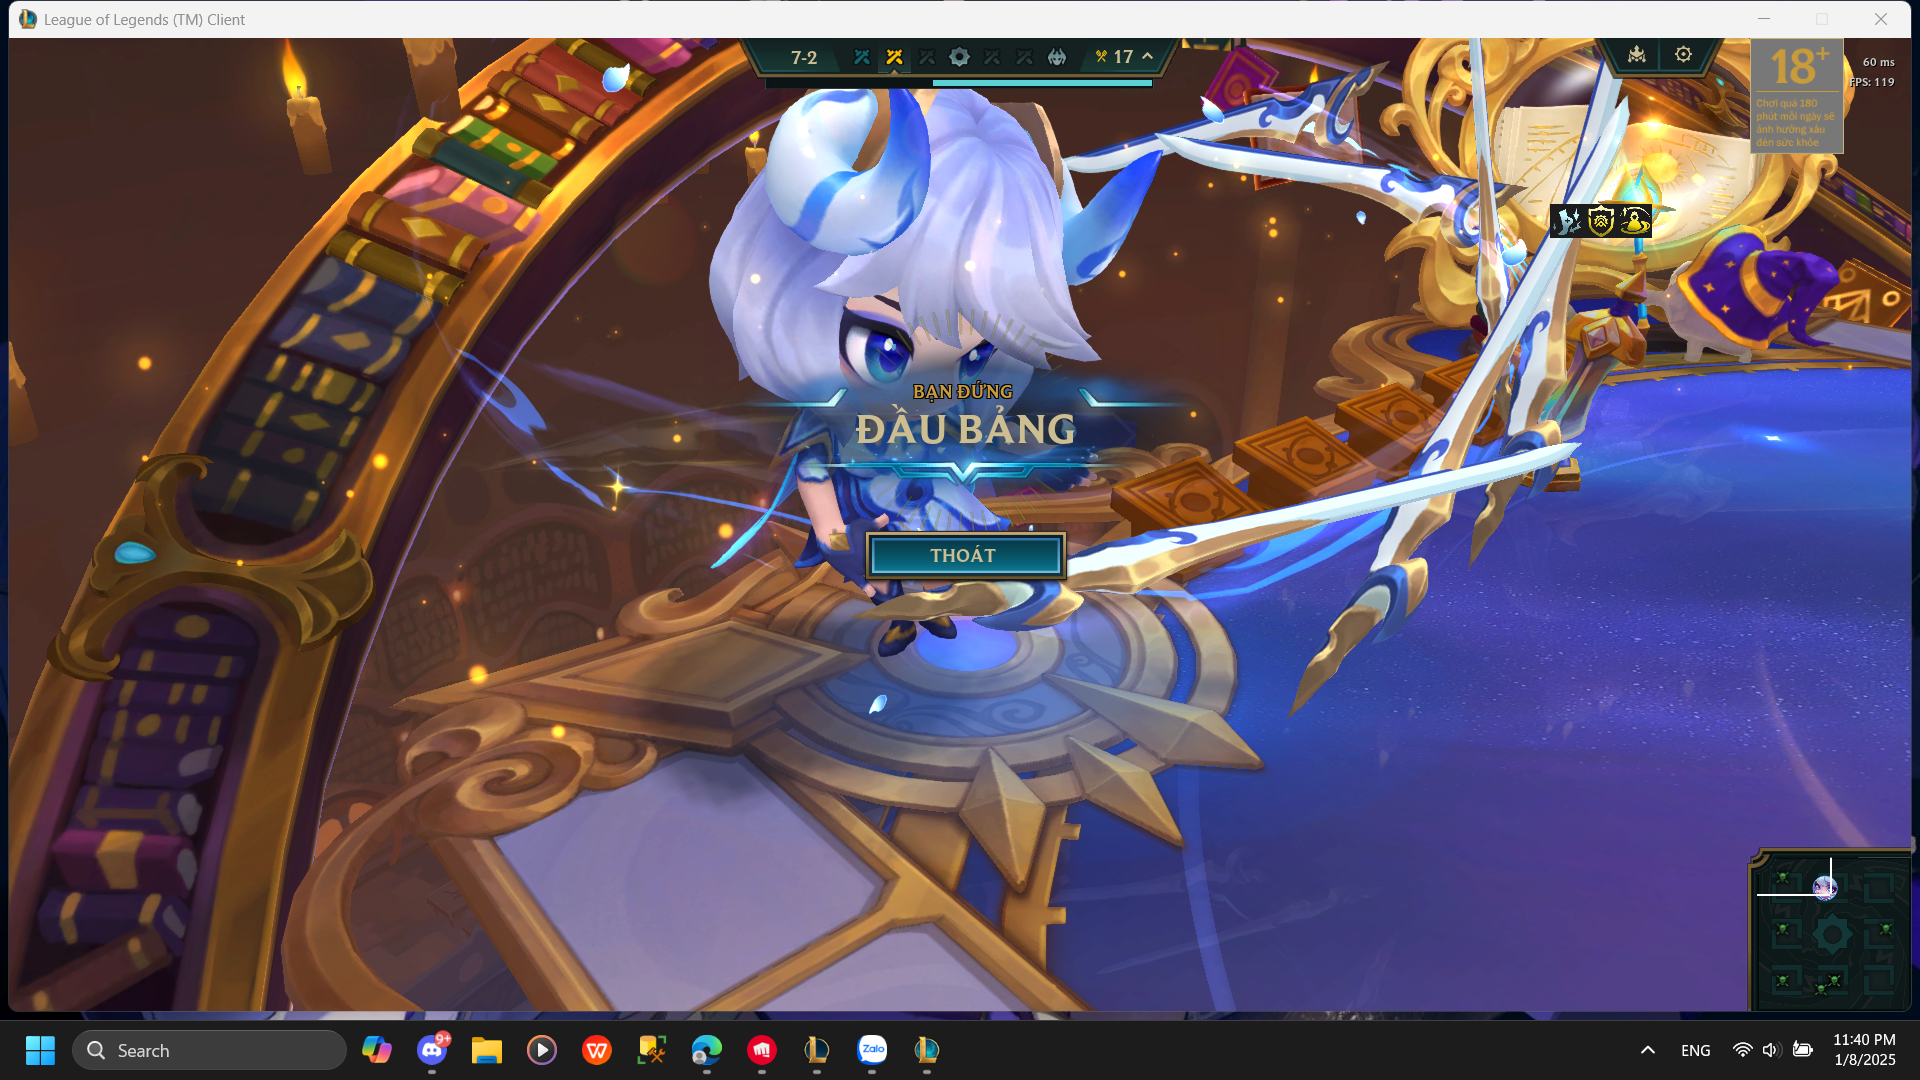 League of Legends (TM) Client
7-2
17
18+
Chơi quá 180
phút mỗi ngày sẽ
ảnh hưởng xấu
đến sức khỏe
60 ms
FPS: 119
BẠN ĐỨNG
ĐẦU BẢNG
THOÁT
Search
9+
Zalo
ENG
11:40 PM
1/8/2025